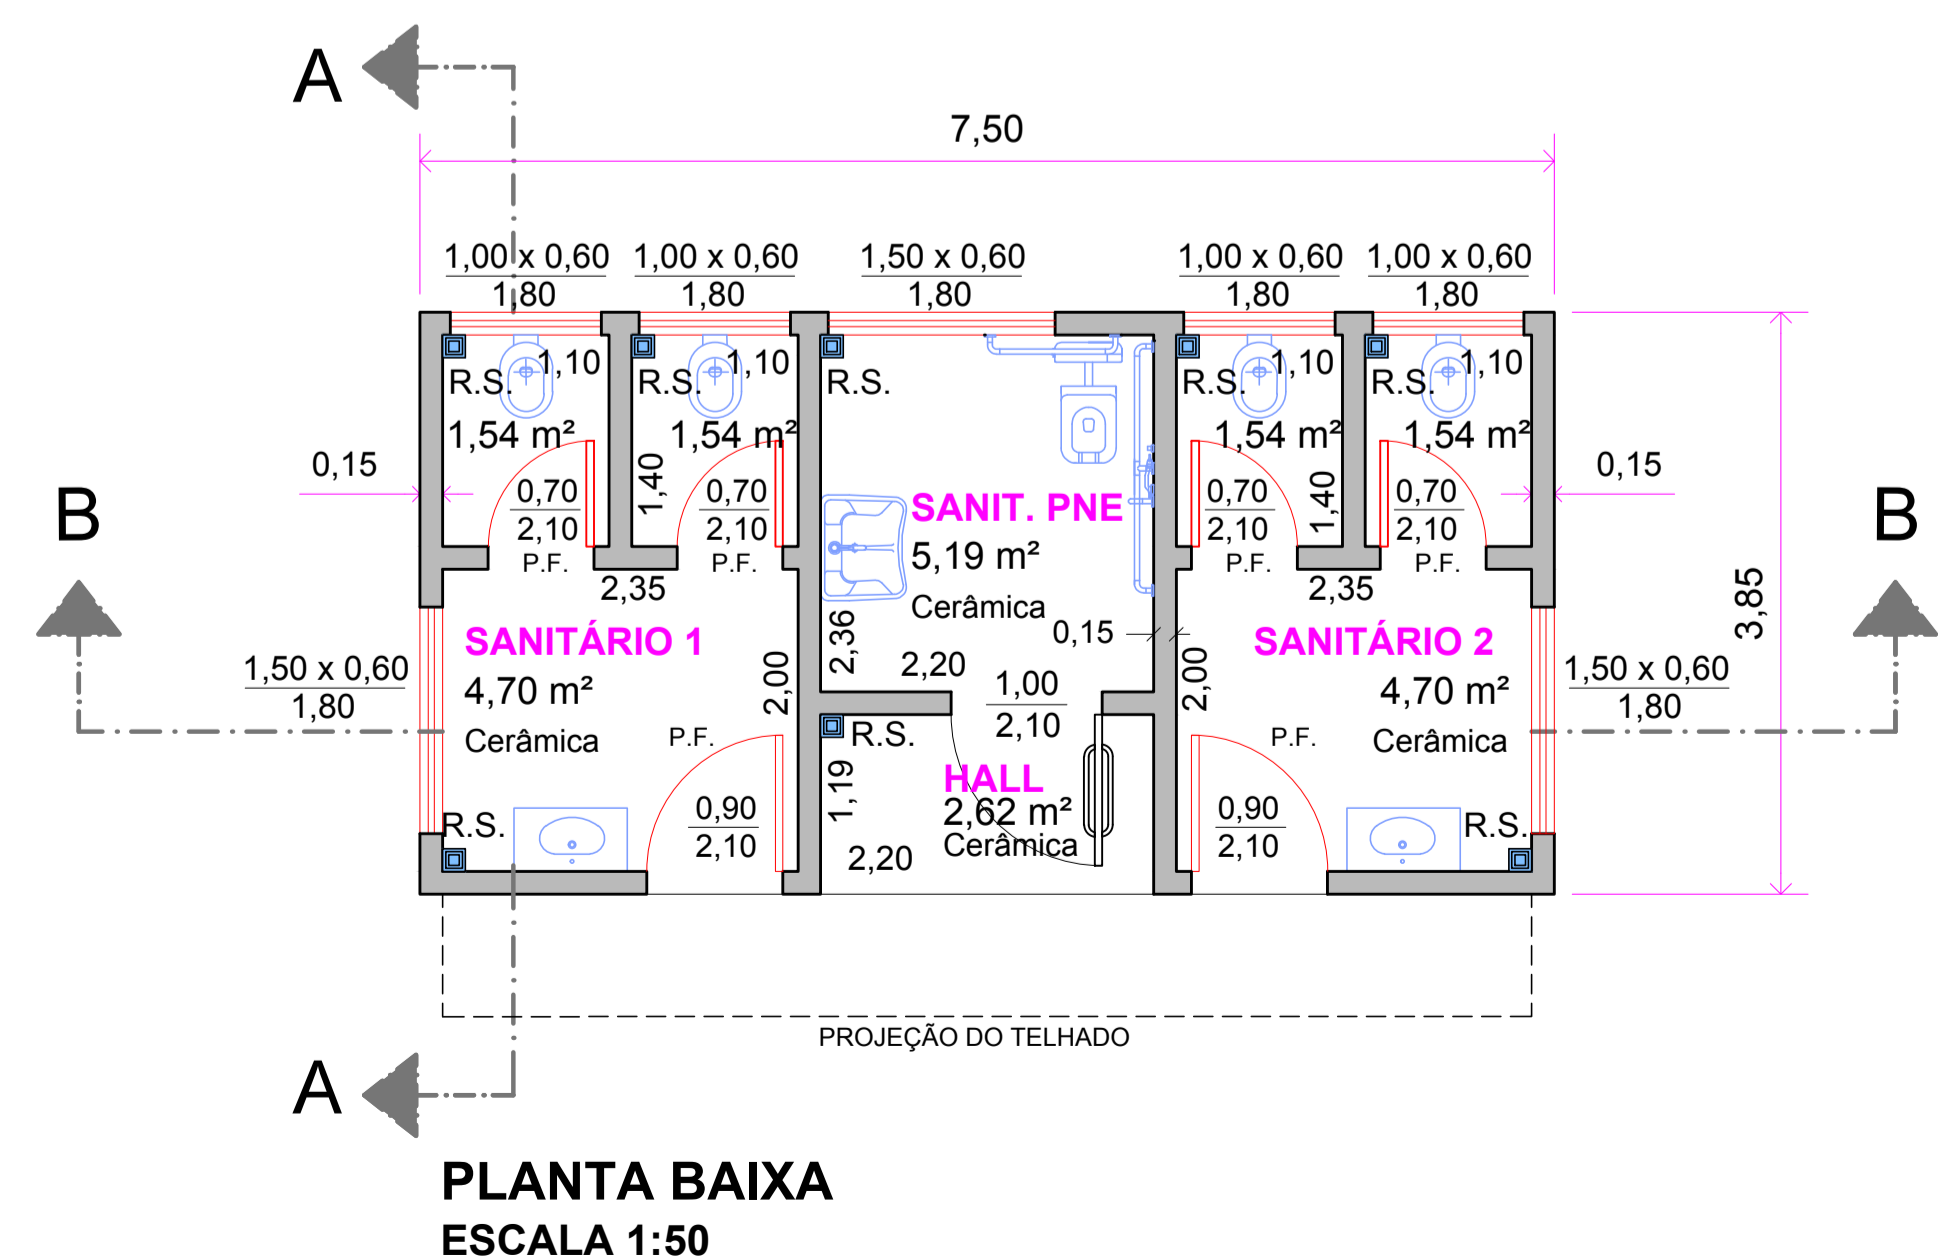 A
7,50
1,00 x 0,60 1,00 x 0,60 1,50 x 0,60 1,00 x 0,60 1,00 x 0,60
1,80 1,80 1,80 1,80 1,80
1,10 1,10 1,10 1,10
R.S. R.S. R.S. R.S. R.S.
1,54 m² 1,54 m² 1,54 m² 1,54 m²
0,15 0,15
1,40 1,40
0,70 0,70 0,70 0,70
2,10 2,10 2,10 2,10
P.F. P.F. P.F. P.F.
B B
SANIT. PNE
5,19 m²
Cerâmica
2,35 2,35
3,85
0,15
SANITÁRIO 1 SANITÁRIO 2
2,36
2,20
1,50 x 0,60 1,50 x 0,60
1,80 1,80
4,70 m² 4,70 m²
2,00 2,00
1,00
2,10
Cerâmica P.F. R.S. P.F. Cerâmica
HALL
2,62 m²
Cerâmica
1,19
0,90 0,90
2,10 2,10
R.S. R.S.
2,20
PROJEÇÃO DO TELHADO
A
PLANTA BAIXA
ESCALA 1:50